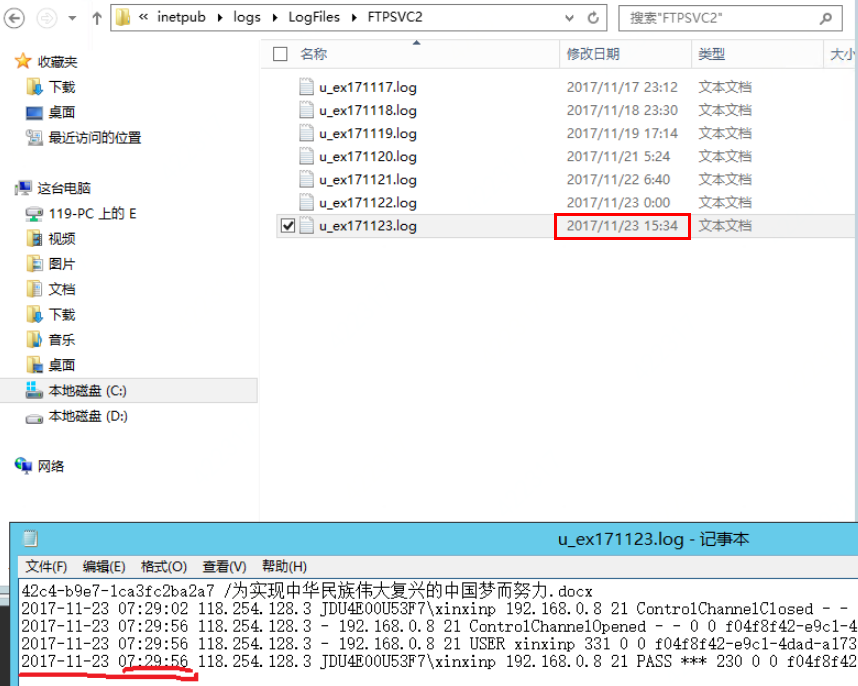 « inetpub ▸ logs ▸ LogFiles ▸ FTPSVC2
搜索"FTPSVC2"
收藏夹
下载
桌面
最近访问的位置
这台电脑
119-PC 上的 E
视频
图片
文档
下载
音乐
桌面
本地磁盘 (C:)
本地磁盘 (D:)
网络
名称 修改日期 类型 大小
u_ex171117.log 2017/11/17 23:12 文本文档
u_ex171118.log 2017/11/18 23:30 文本文档
u_ex171119.log 2017/11/19 17:14 文本文档
u_ex171120.log 2017/11/21 5:24 文本文档
u_ex171121.log 2017/11/22 6:40 文本文档
u_ex171122.log 2017/11/23 0:00 文本文档
u_ex171123.log 2017/11/23 15:34 文本文档
u_ex171123.log - 记事本
文件(F) 编辑(E) 格式(O) 查看(V) 帮助(H)
42c4-b9e7-1ca3fc2ba2a7 /为实现中华民族伟大复兴的中国梦而努力.docx
2017-11-23 07:29:02 118.254.128.3 JDU4E00U53F7\xinxinp 192.168.0.8 21 ControlChannelClosed - -
2017-11-23 07:29:56 118.254.128.3 - 192.168.0.8 21 ControlChannelOpened - - 0 0 f04f8f42-e9c1-4
2017-11-23 07:29:56 118.254.128.3 - 192.168.0.8 21 USER xinxinp 331 0 0 f04f8f42-e9c1-4dad-a173
2017-11-23 07:29:56 118.254.128.3 JDU4E00U53F7\xinxinp 192.168.0.8 21 PASS *** 230 0 0 f04f8f42